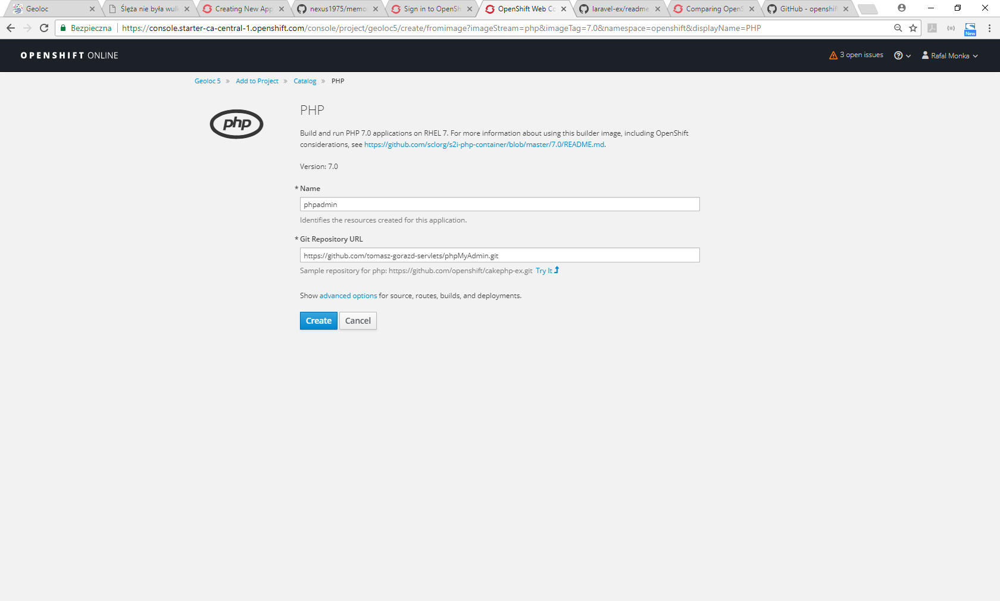 Geoloc
Ślęża nie była wulk
Creating New App
nexus1975/memo
Sign in to OpenSh
OpenShift Web Co
laravel-ex/readme
Comparing OpenS
GitHub - openshif
Bezpieczna
https://console.starter-ca-central-1.openshift.com/console/project/geoloc5/create/fromimage?imageStream=php&imageTag=7.0&namespace=openshift&displayName=PHP
New
OPENSHIFT ONLINE
3 open issues
Rafal Monka
Geoloc 5 » Add to Project » Catalog » PHP
php
PHP
Build and run PHP 7.0 applications on RHEL 7. For more information about using this builder image, including OpenShift
considerations, see https://github.com/sclorg/s2i-php-container/blob/master/7.0/README.md.
Version: 7.0
* Name
phpadmin
Identifies the resources created for this application.
* Git Repository URL
https://github.com/tomasz-gorazd-servlets/phpMyAdmin.git
Sample repository for php: https://github.com/openshift/cakephp-ex.git Try It
Show advanced options for source, routes, builds, and deployments.
Create
Cancel